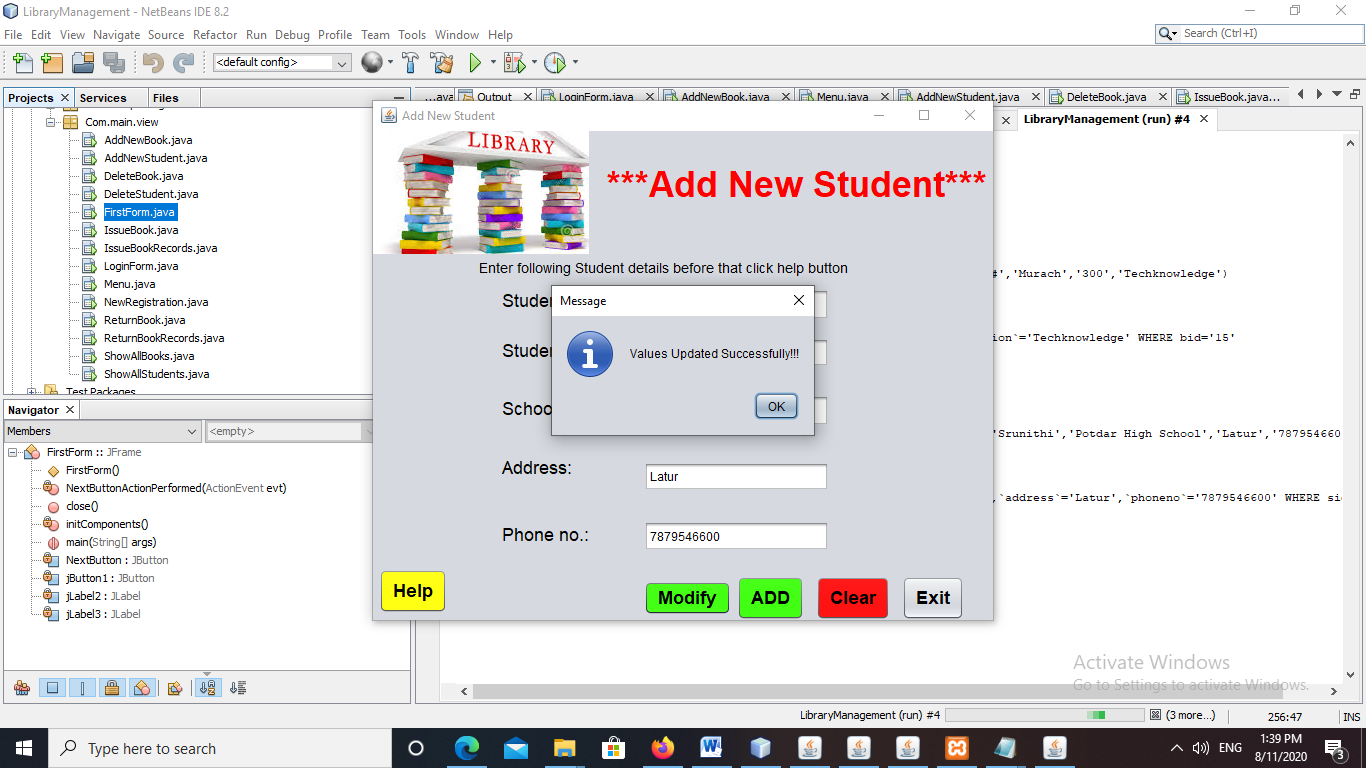 LibraryManagement - NetBeans IDE 8.2
File Edit View Navigate Source Refactor Run Debug Profile Team Tools Window Help
Search (Ctrl+I)
<default config>
Projects Services Files
...ava Output LoginForm.java AddNewBook.java Menu.java AddNewStudent.java DeleteBook.java IssueBook.java...
LibraryManagement (run) #4
Com.main.view
AddNewBook.java
AddNewStudent.java
DeleteBook.java
DeleteStudent.java
FirstForm.java
IssueBook.java
IssueBookRecords.java
LoginForm.java
Menu.java
NewRegistration.java
ReturnBook.java
ReturnBookRecords.java
ShowAllBooks.java
ShowAllStudents.java
Test Packages
Navigator
Members
<empty>
FirstForm :: JFrame
FirstForm()
NextButtonActionPerformed(ActionEvent evt)
close()
initComponents()
main(String[] args)
NextButton : JButton
jButton1 : JButton
jLabel2 : JLabel
jLabel3 : JLabel
Add New Student
LIBRARY
***Add New Student***
Enter following Student details before that click help button
Studen
Studen
Schoo
Address:
Latur
Phone no.:
7879546600
Help
Modify
ADD
Clear
Exit
Message
Values Updated Successfully!!!
OK
#','Murach','300','Techknowledge')
ion`='Techknowledge' WHERE bid='15'
'Srunithi','Potdar High School','Latur','787954660
,`address`='Latur',`phoneno`='7879546600' WHERE si
Activate Windows
Go to Settings to activate Windows.
LibraryManagement (run) #4
(3 more...)
256:47
INS
Type here to search
ENG
1:39 PM
8/11/2020
3